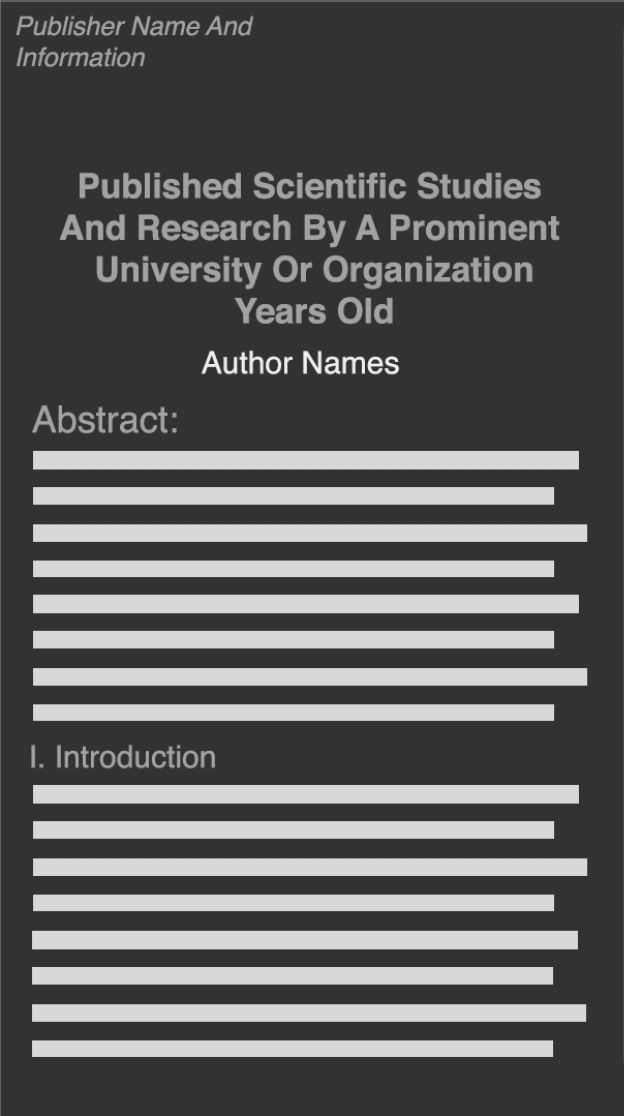 Publisher Name And
Information
Published Scientific Studies
And Research By A Prominent
University Or Organization
Years Old
Author Names
Abstract:
I. Introduction